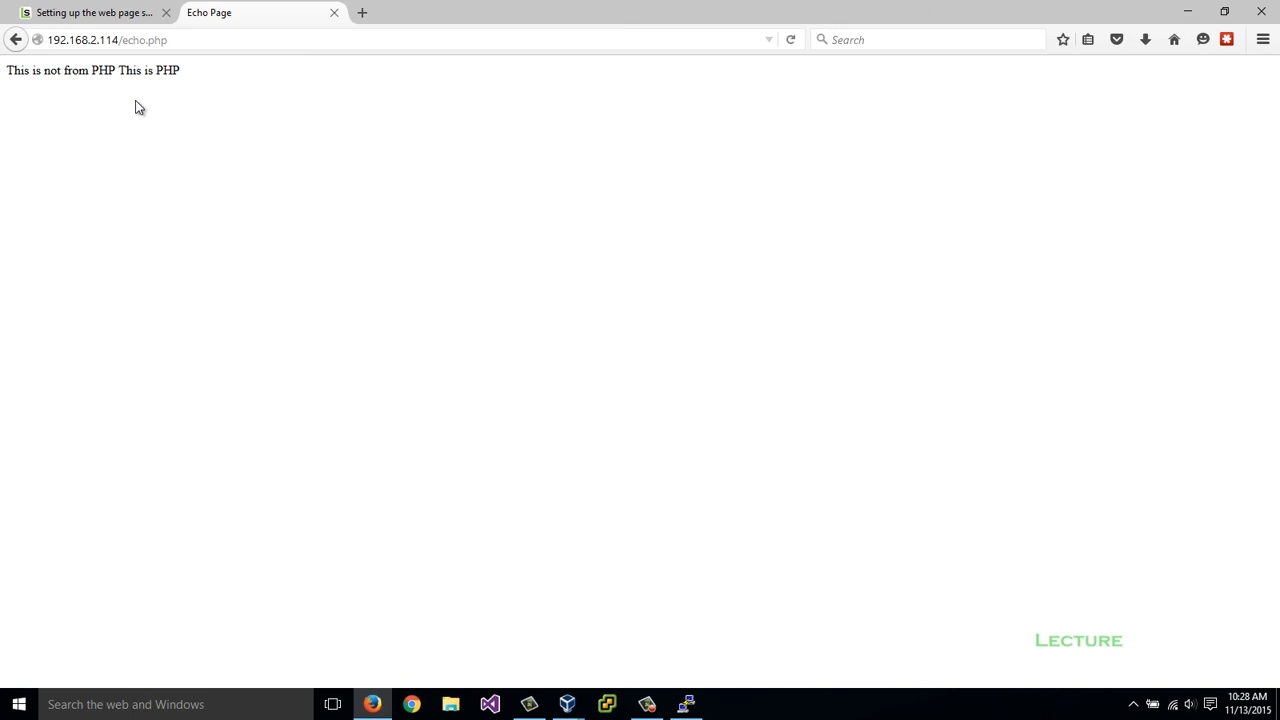 Setting up the web page s...
Echo Page
192.168.2.114/echo.php
Search
This is not from PHP This is PHP
LECTURE
Search the web and Windows
10:28 AM
11/13/2015